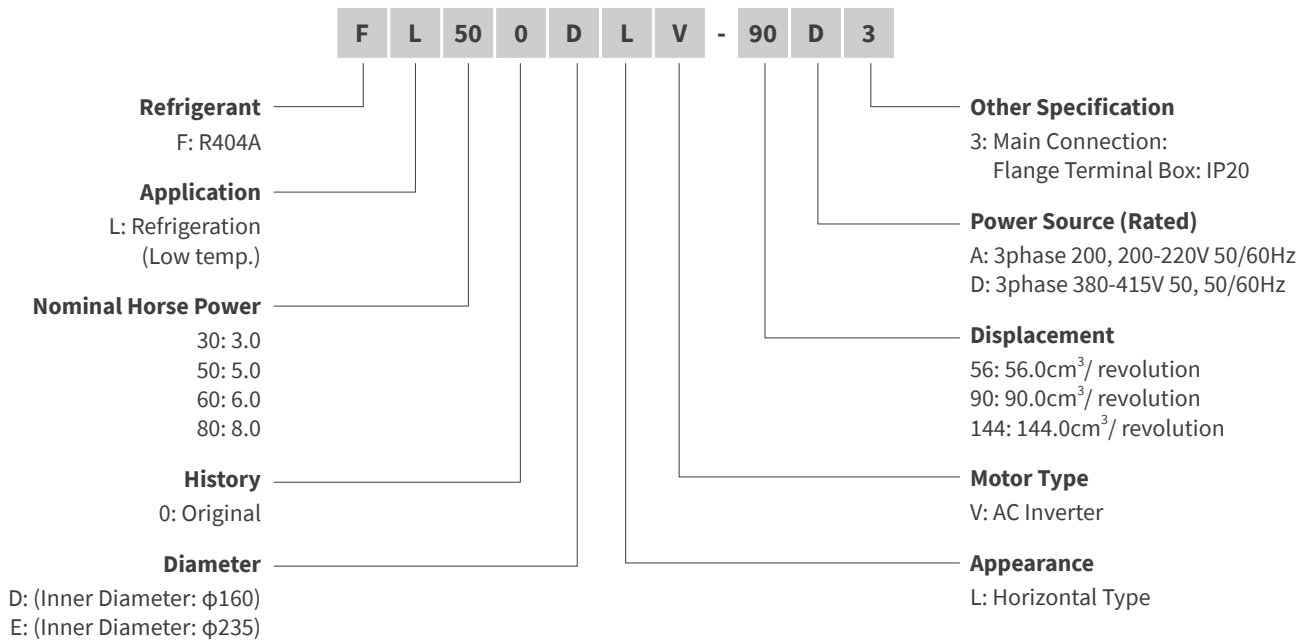 F L 50 0 D L V - 90 D 3
Refrigerant
F: R404A
Application
L: Refrigeration
(Low temp.)
Nominal Horse Power
30: 3.0
50: 5.0
60: 6.0
80: 8.0
History
0: Original
Diameter
D: (Inner Diameter: φ160)
E: (Inner Diameter: φ235)
Other Specification
3: Main Connection:
Flange Terminal Box: IP20
Power Source (Rated)
A: 3phase 200, 200-220V 50/60Hz
D: 3phase 380-415V 50, 50/60Hz
Displacement
56: 56.0cm³/ revolution
90: 90.0cm³/ revolution
144: 144.0cm³/ revolution
Motor Type
V: AC Inverter
Appearance
L: Horizontal Type